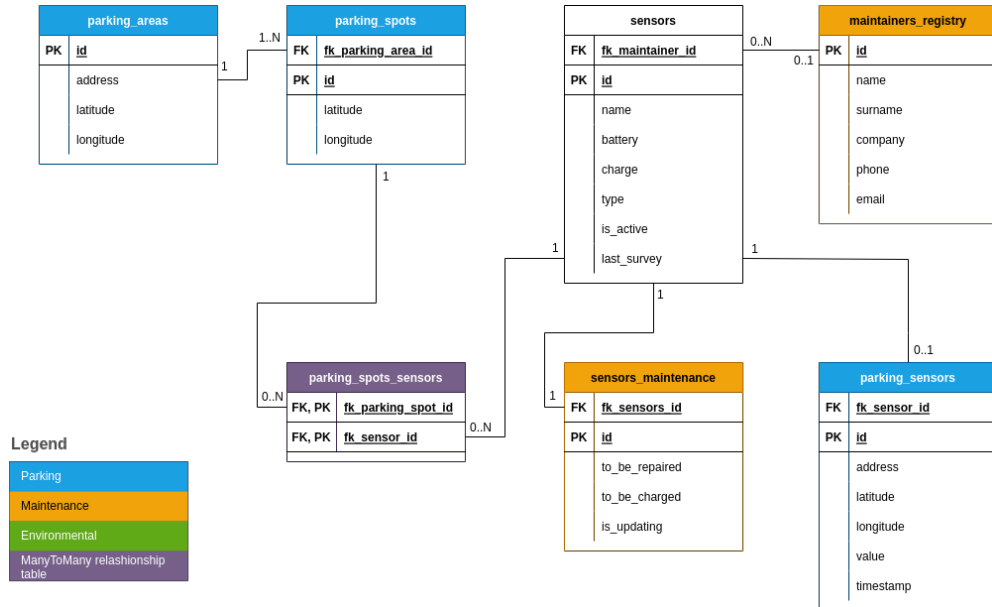 parking_areas
PK id
address
latitude
longitude
1
1..N
parking_spots
FK fk_parking_area_id
PK id
latitude
longitude
1
sensors
FK fk_maintainer_id
PK id
name
battery
charge
type
is_active
last_survey
0..N
0..1
maintainers_registry
PK id
name
surname
company
phone
email
1
1
1
0..N
parking_spots_sensors
FK, PK fk_parking_spot_id
FK, PK fk_sensor_id
0..N
1
sensors_maintenance
FK fk_sensors_id
PK id
to_be_repaired
to_be_charged
is_updating
0..1
parking_sensors
FK fk_sensor_id
PK id
address
latitude
longitude
value
timestamp
Legend
Parking
Maintenance
Environmental
ManyToMany relashionship
table